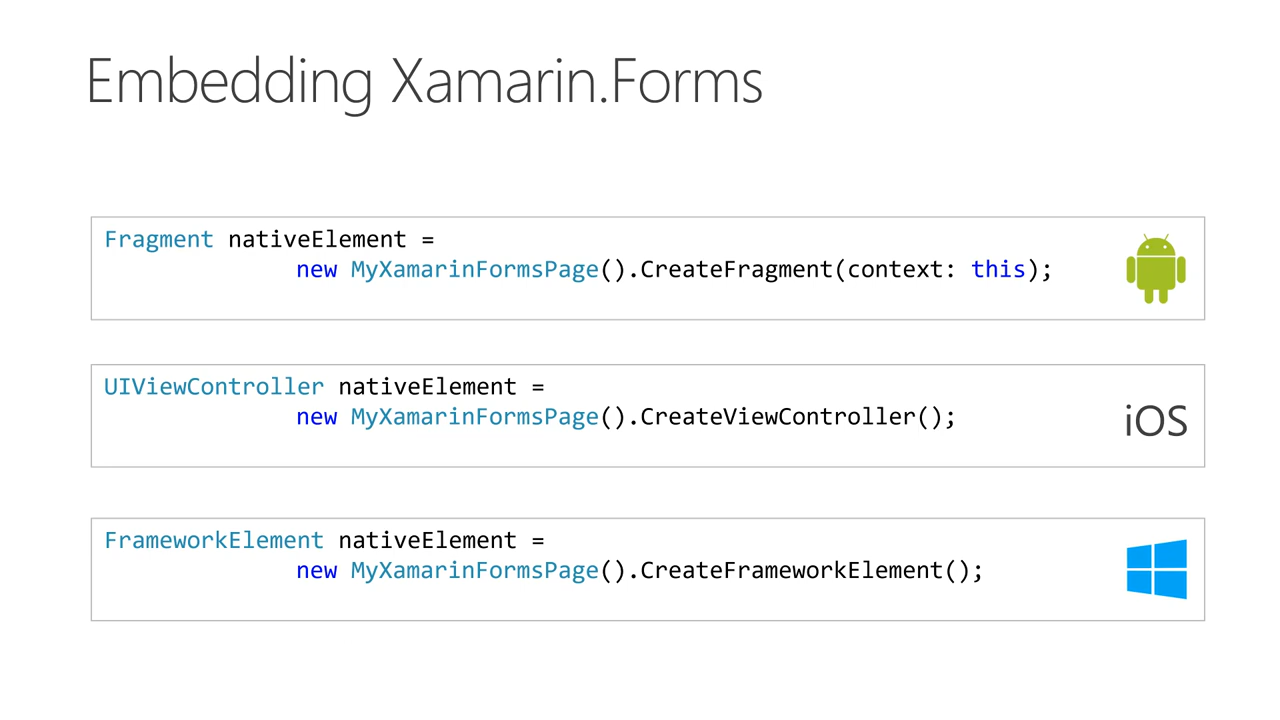 Embedding Xamarin.Forms
Fragment nativeElement =
new MyXamarinFormsPage().CreateFragment(context: this);
UIViewController nativeElement =
new MyXamarinFormsPage().CreateViewController();
iOS
FrameworkElement nativeElement =
new MyXamarinFormsPage().CreateFrameworkElement();